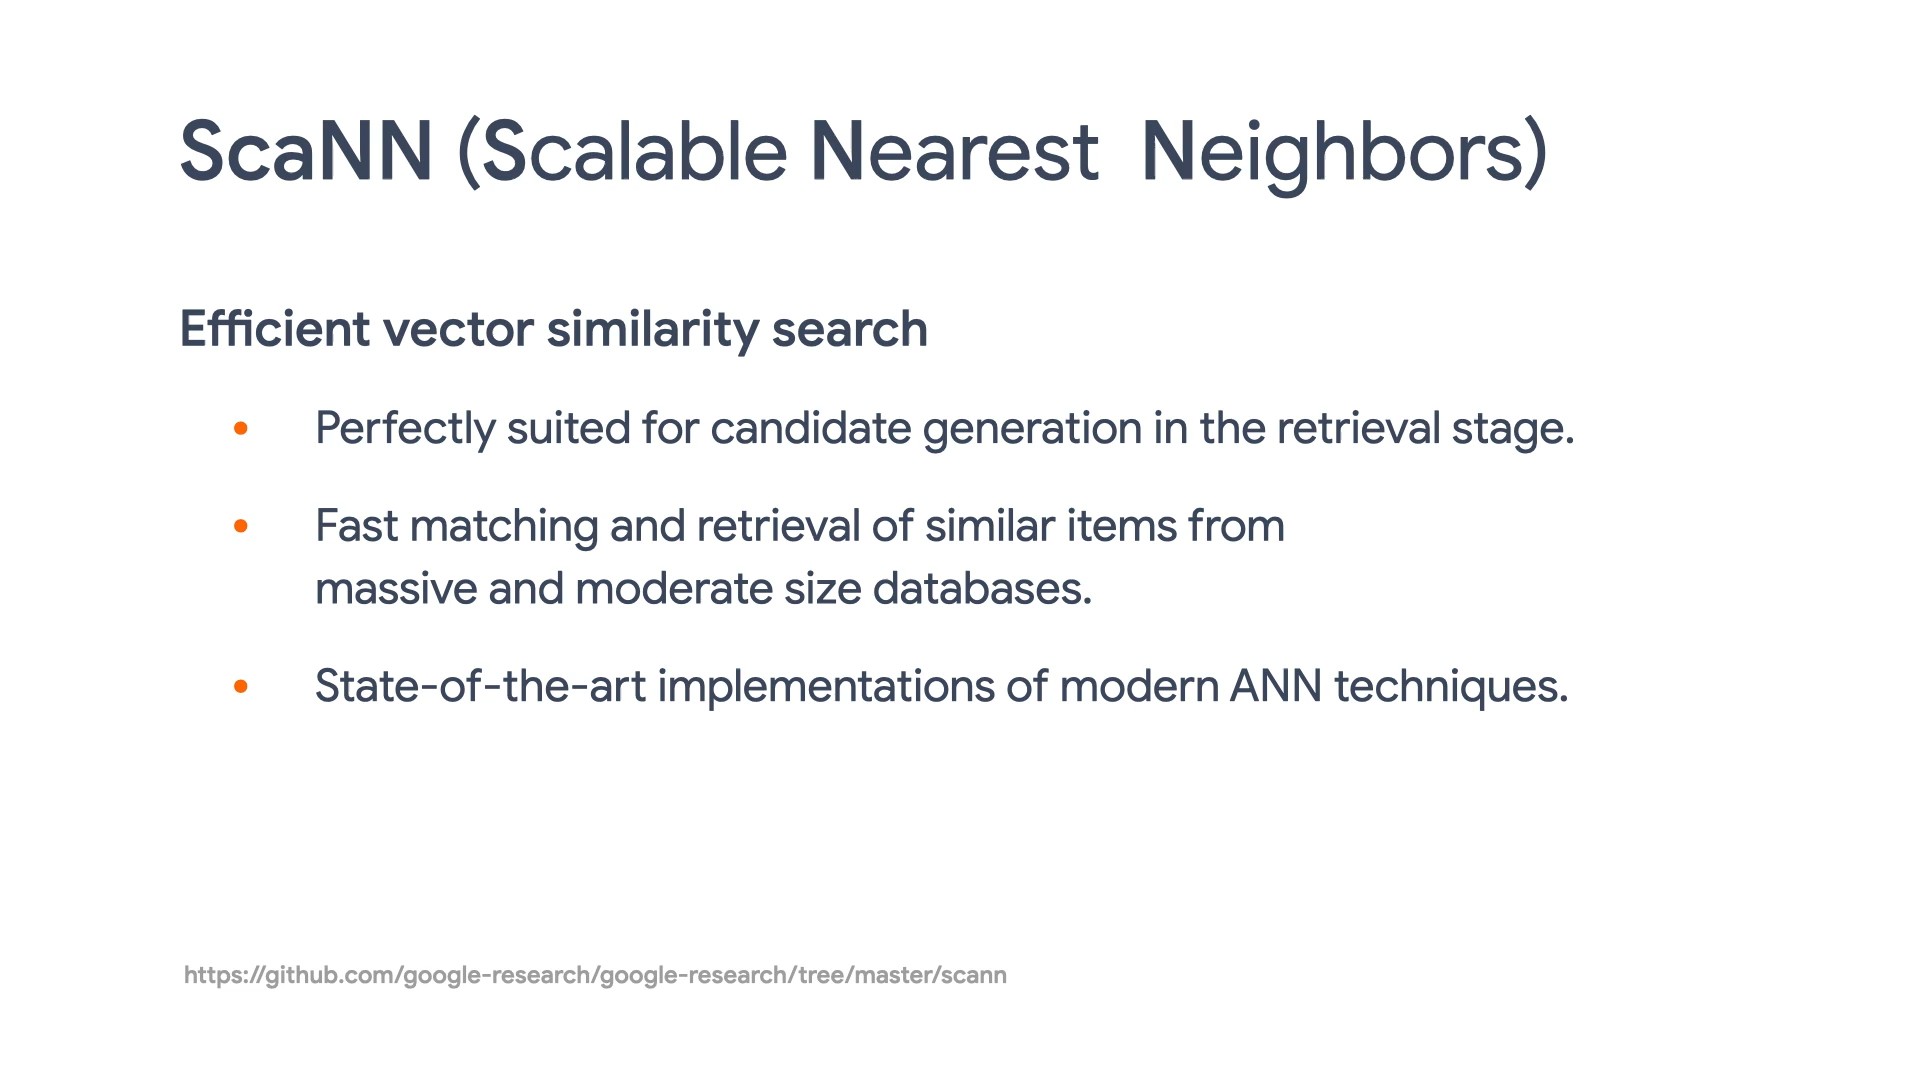 ScaNN (Scalable Nearest  Neighbors)
Efficient vector similarity search
• Perfectly suited for candidate generation in the retrieval stage.
• Fast matching and retrieval of similar items from
massive and moderate size databases.
• State-of-the-art implementations of modern ANN techniques.
https://github.com/google-research/google-research/tree/master/scann